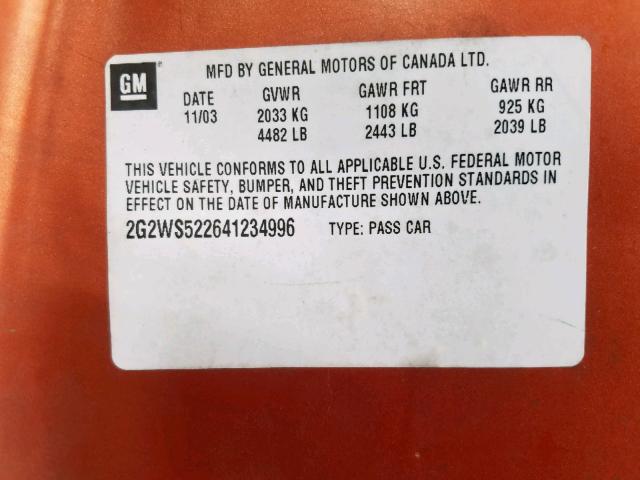 GM
MFD BY GENERAL MOTORS OF CANADA LTD.
DATE GVWR GAWR FRT GAWR RR
11/03 2033 KG 1108 KG 925 KG
4482 LB 2443 LB 2039 LB
THIS VEHICLE CONFORMS TO ALL APPLICABLE U.S. FEDERAL MOTOR
VEHICLE SAFETY, BUMPER, AND THEFT PREVENTION STANDARDS IN
EFFECT ON THE DATE OF MANUFACTURE SHOWN ABOVE.
2G2WS522641234996 TYPE: PASS CAR